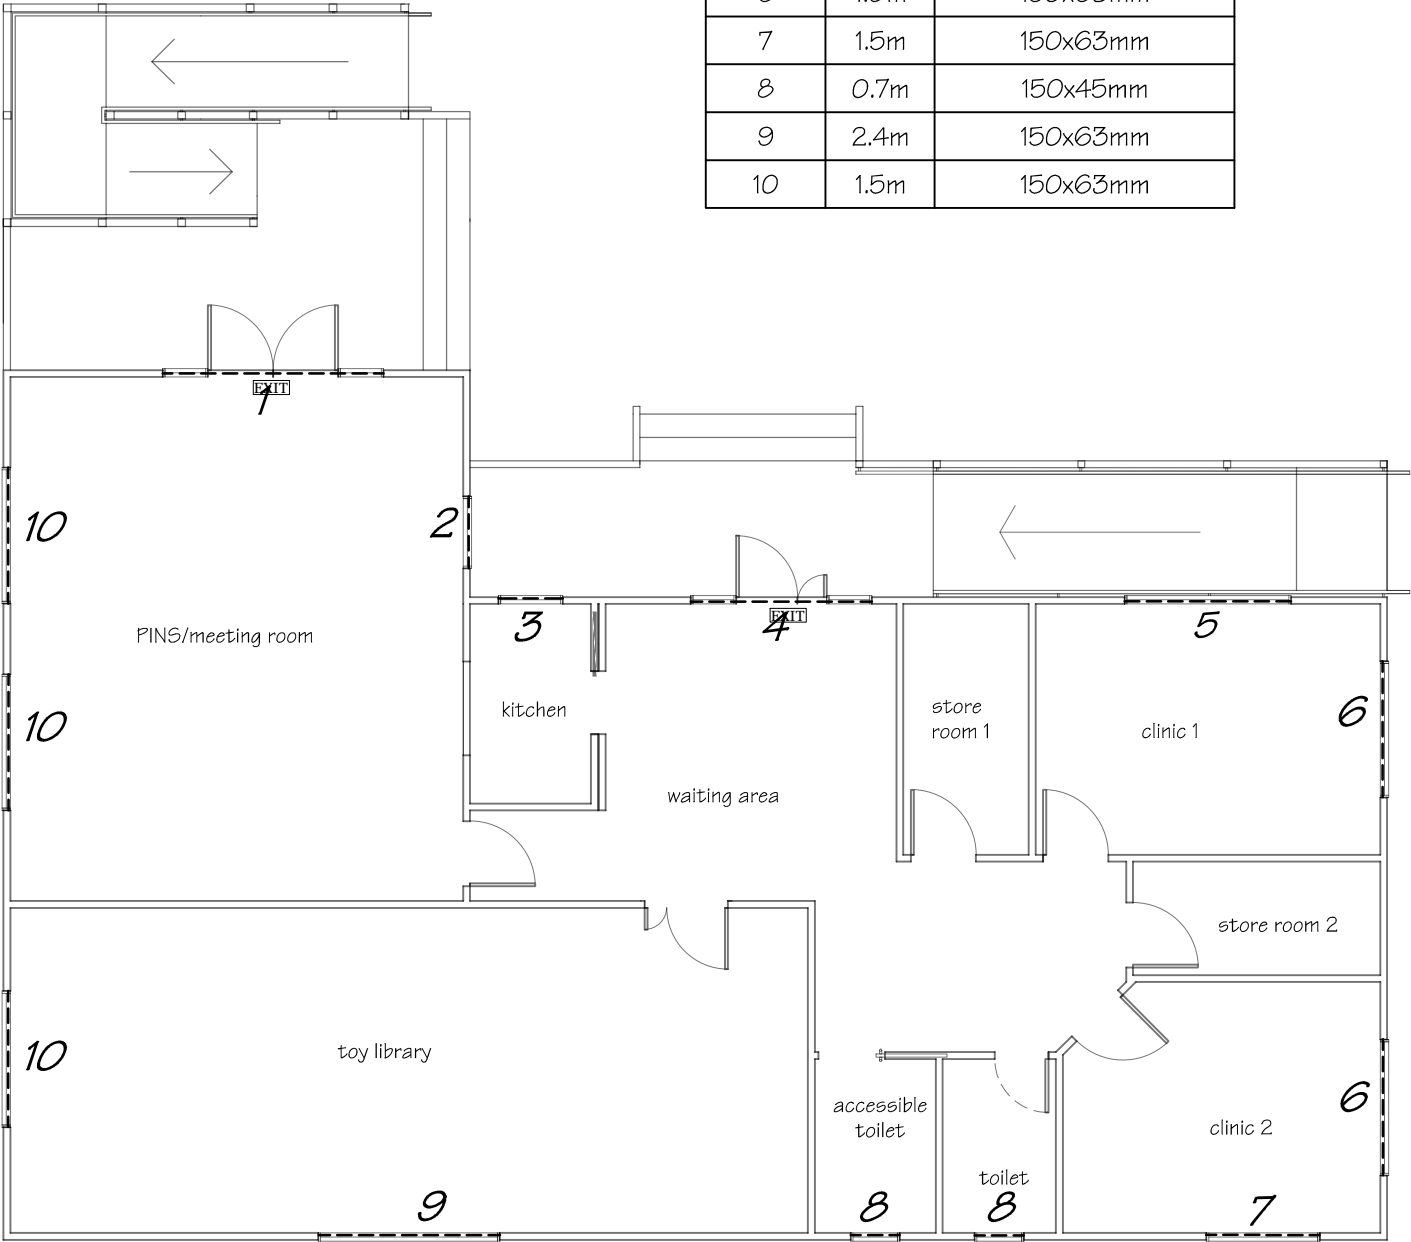 7 1.5m 150x63mm
8 0.7m 150x45mm
9 2.4m 150x63mm
10 1.5m 150x63mm
EXIT
1
10
2
3
EXIT
4
5
PINS/meeting room
10
kitchen
store
room 1
clinic 1
6
waiting area
store room 2
10
toy library
accessible
toilet
6
clinic 2
toilet
9
8
8
7